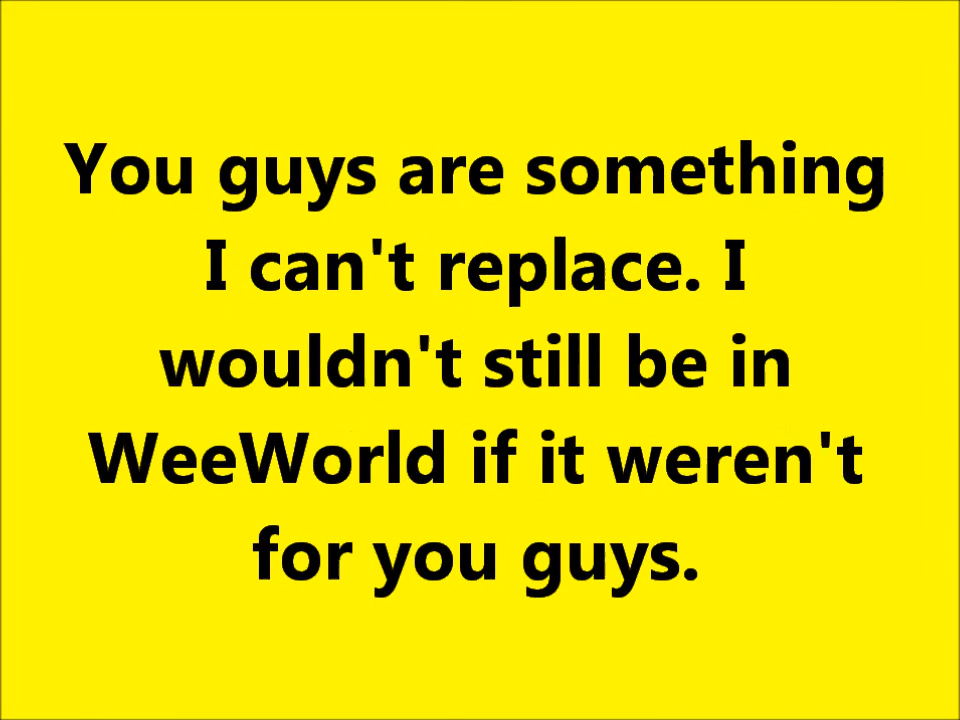 You guys are something
I can't replace. I
wouldn't still be in
WeeWorld if it weren't
for you guys.